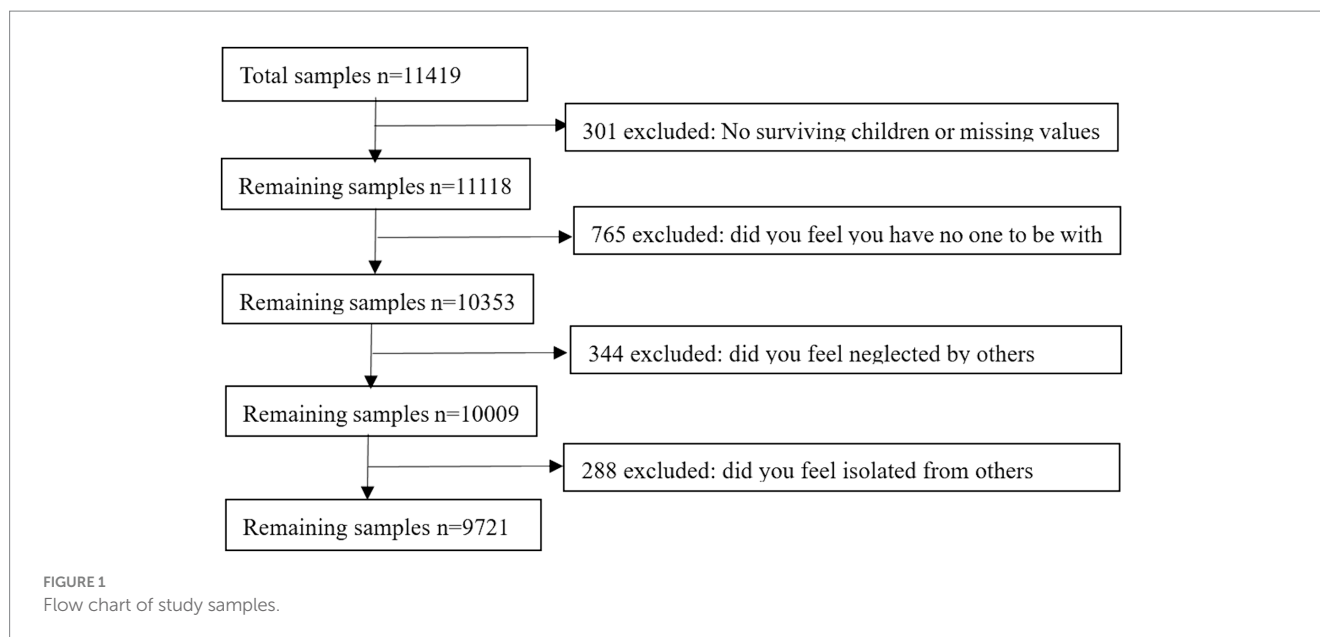 Total samples n=11419
301 excluded: No surviving children or missing values
Remaining samples n=11118
765 excluded: did you feel you have no one to be with
Remaining samples n=10353
344 excluded: did you feel neglected by others
Remaining samples n=10009
288 excluded: did you feel isolated from others
Remaining samples n=9721
FIGURE 1
Flow chart of study samples.